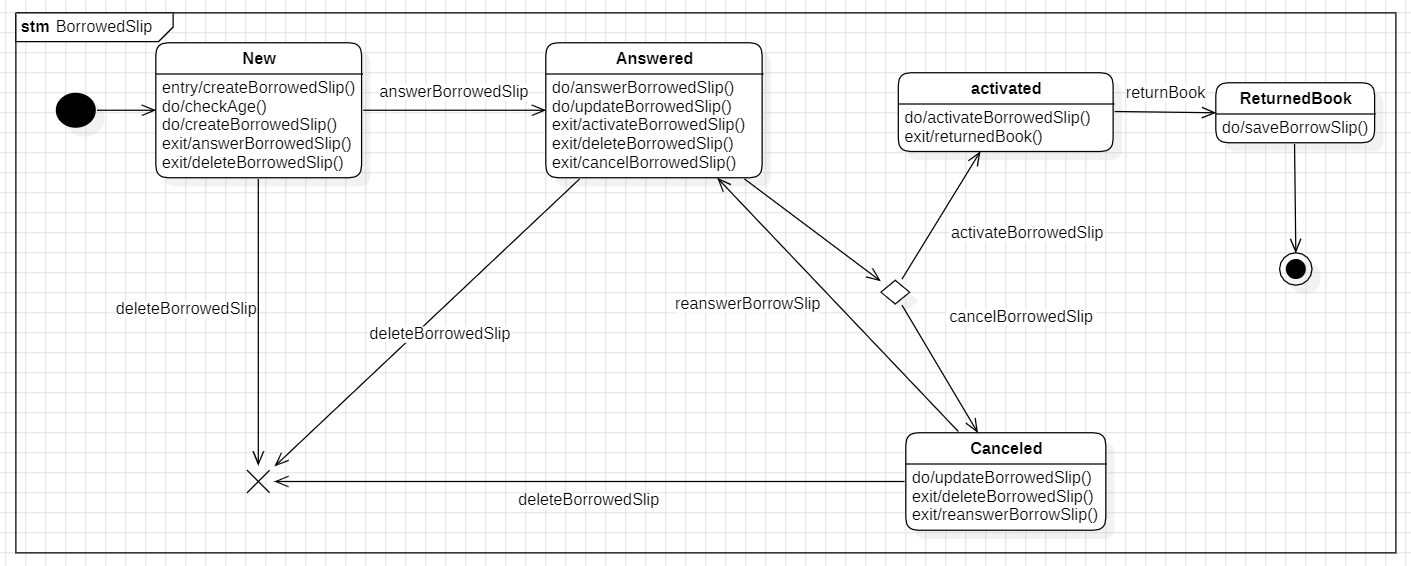 stm BorrowedSlip
New
entry/createBorrowedSlip()
do/checkAge()
do/createBorrowedSlip()
exit/answerBorrowedSlip()
exit/deleteBorrowedSlip()
answerBorrowedSlip
Answered
do/answerBorrowedSlip()
do/updateBorrowedSlip()
exit/activateBorrowedSlip()
exit/deleteBorrowedSlip()
exit/cancelBorrowedSlip()
activated
do/activateBorrowedSlip()
exit/returnedBook()
returnBook
ReturnedBook
do/saveBorrowSlip()
activateBorrowedSlip
deleteBorrowedSlip
deleteBorrowedSlip
reanswerBorrowSlip
cancelBorrowedSlip
Canceled
do/updateBorrowedSlip()
exit/deleteBorrowedSlip()
exit/reanswerBorrowSlip()
deleteBorrowedSlip